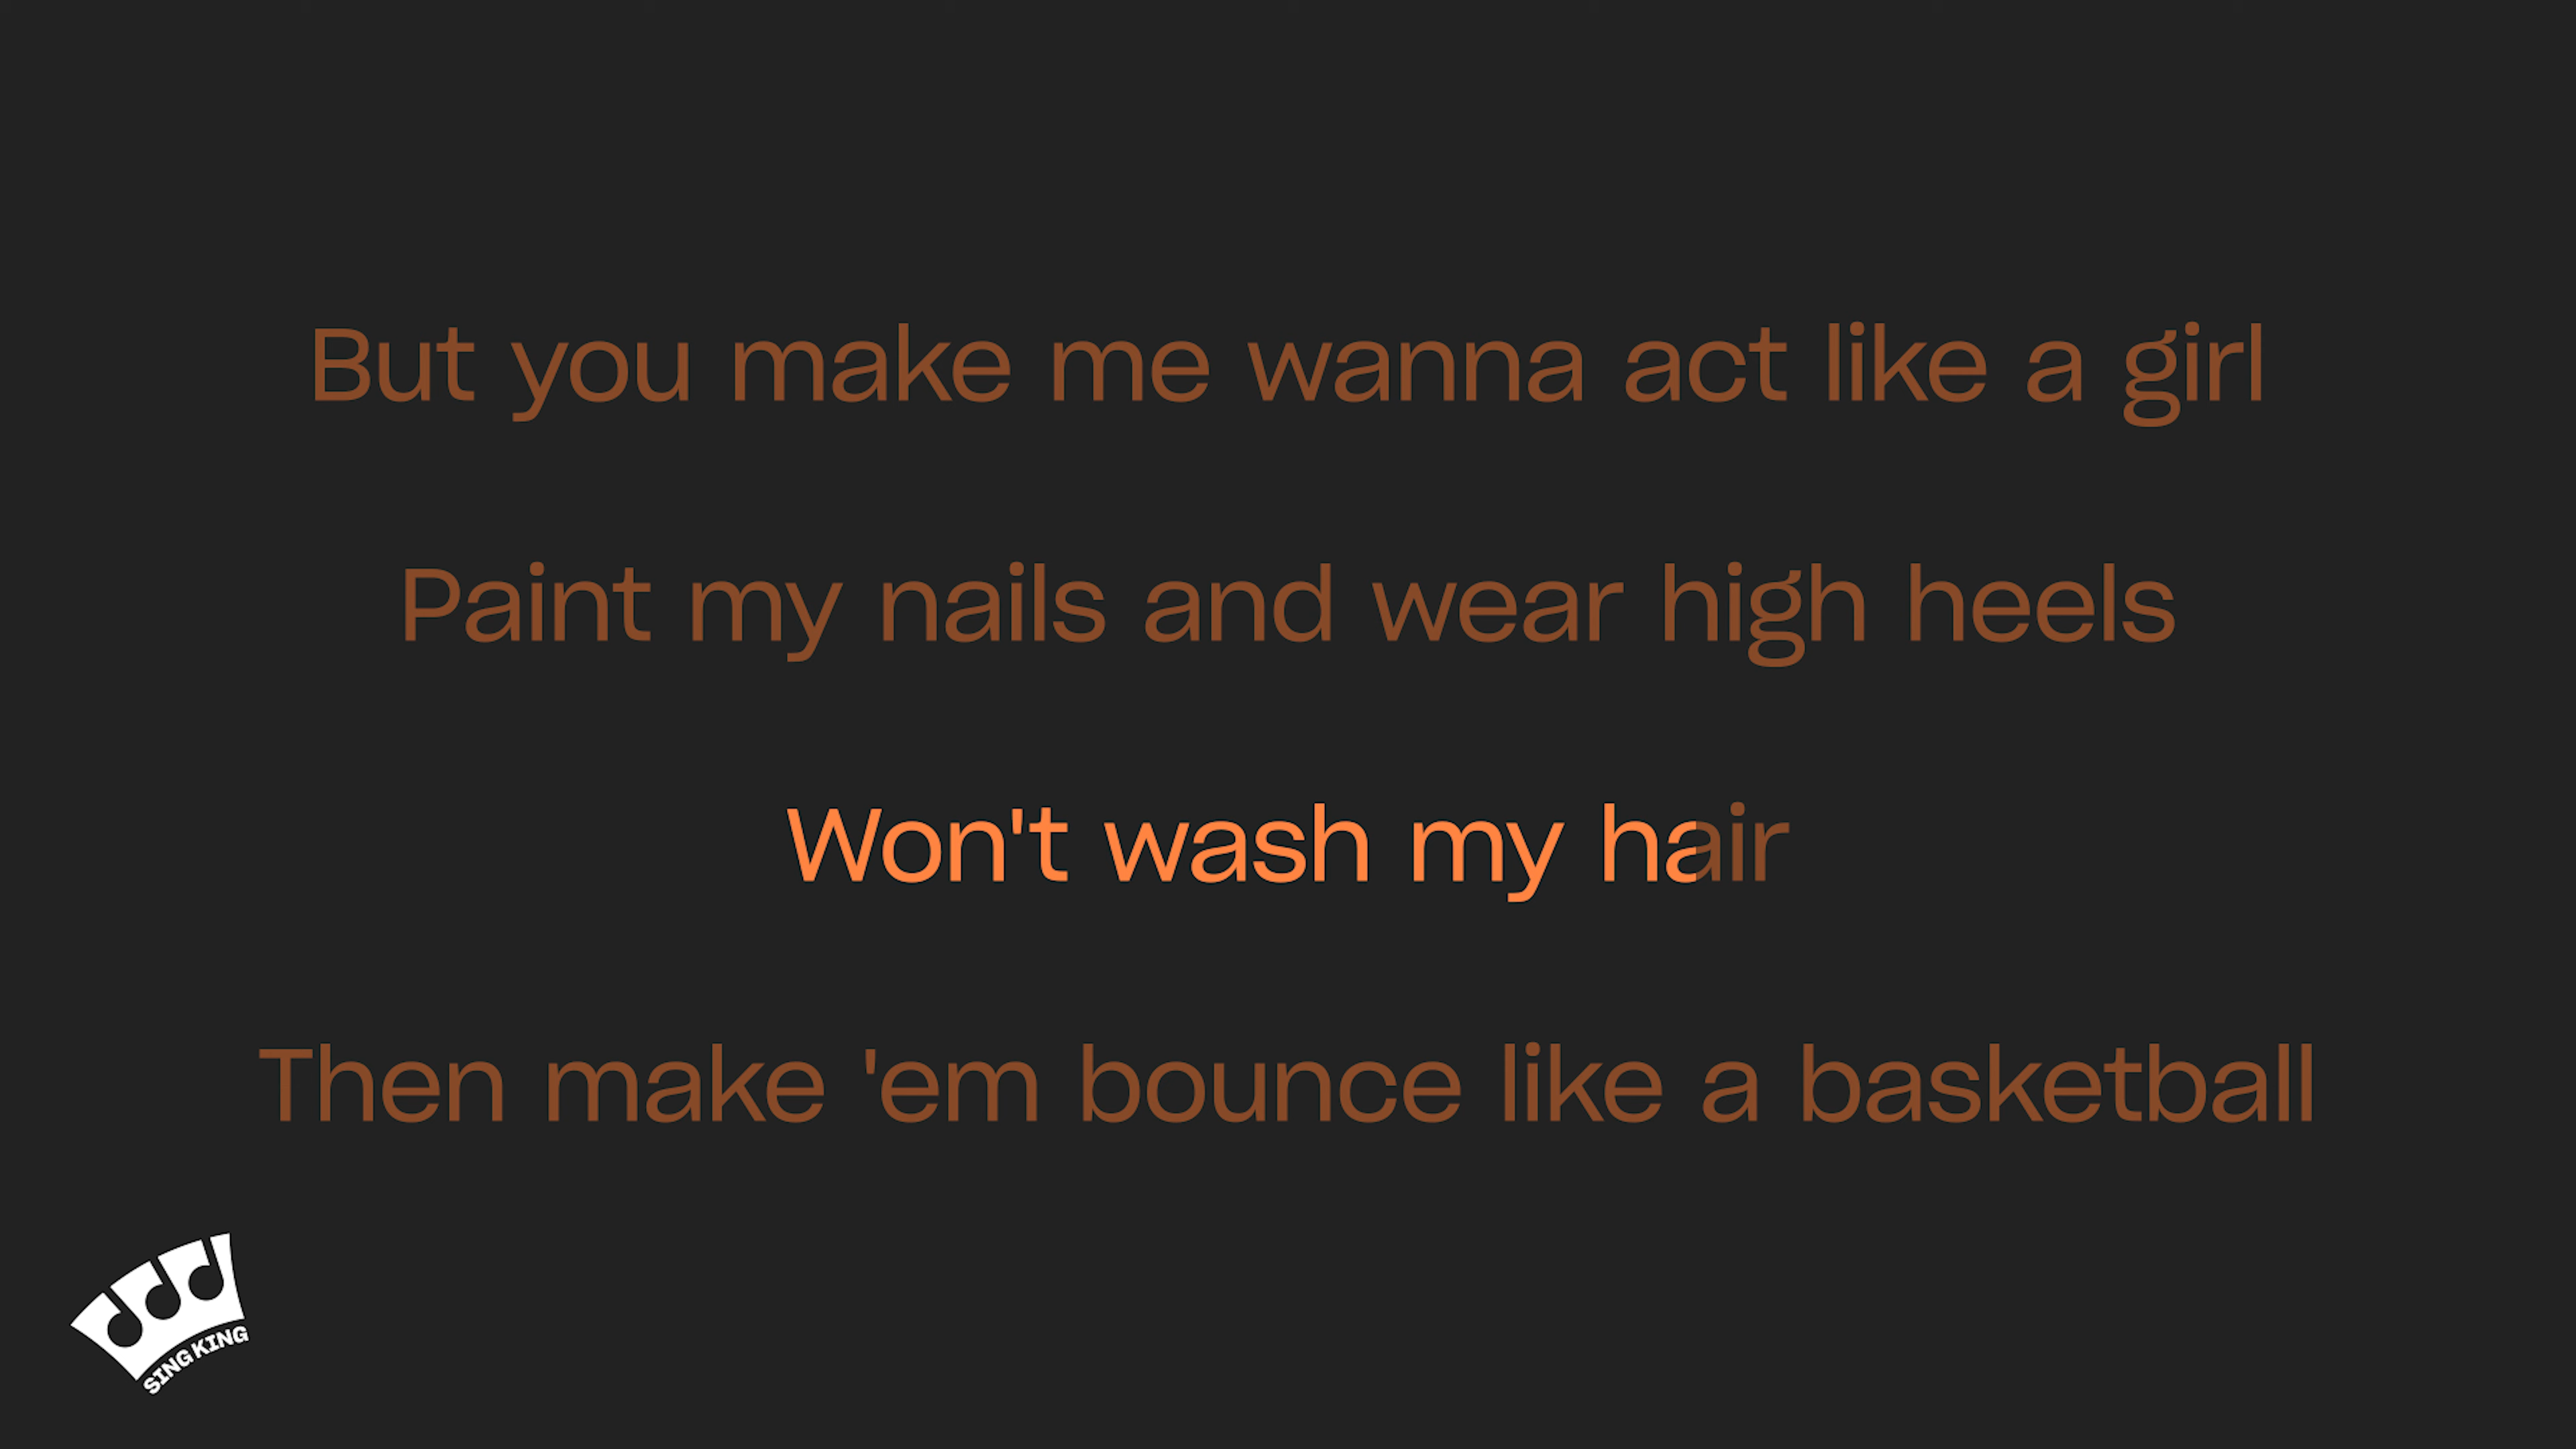 But you make me wanna act like a girl
Paint my nails and wear high heels
Won't wash my hair
Then make 'em bounce like a basketball
SING KING